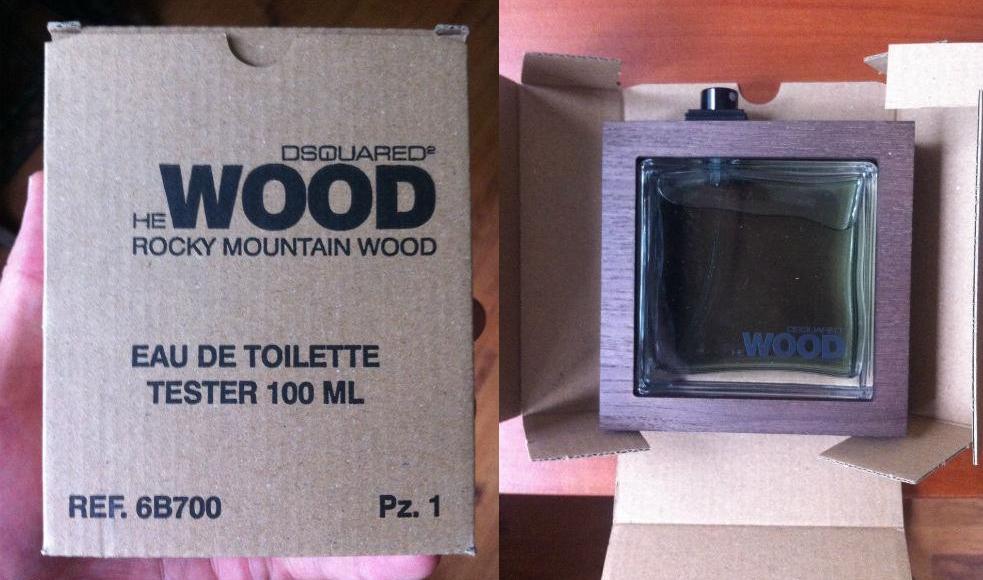 DSQUARED²
HE WOOD
ROCKY MOUNTAIN WOOD
EAU DE TOILETTE
TESTER 100 ML
REF. 6B700 Pz. 1
DSQUARED²
HE WOOD